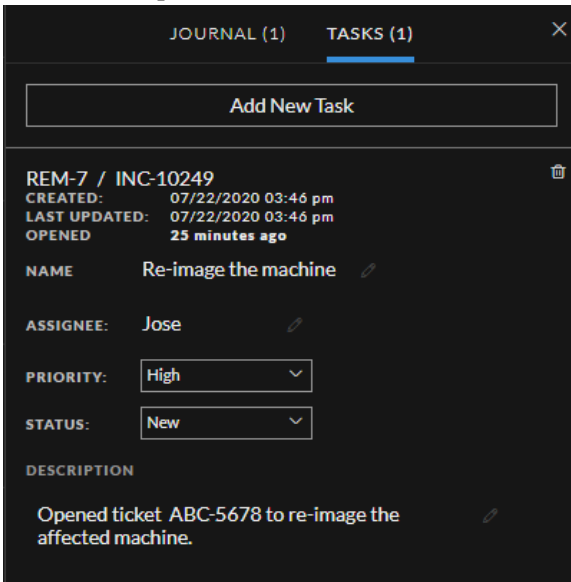 JOURNAL (1) TASKS (1)
Add New Task
REM-7 / INC-10249
CREATED: 07/22/2020 03:46 pm
LAST UPDATED: 07/22/2020 03:46 pm
OPENED 25 minutes ago
NAME Re-image the machine
ASSIGNEE: Jose
PRIORITY: High
STATUS: New
DESCRIPTION
Opened ticket ABC-5678 to re-image the
affected machine.